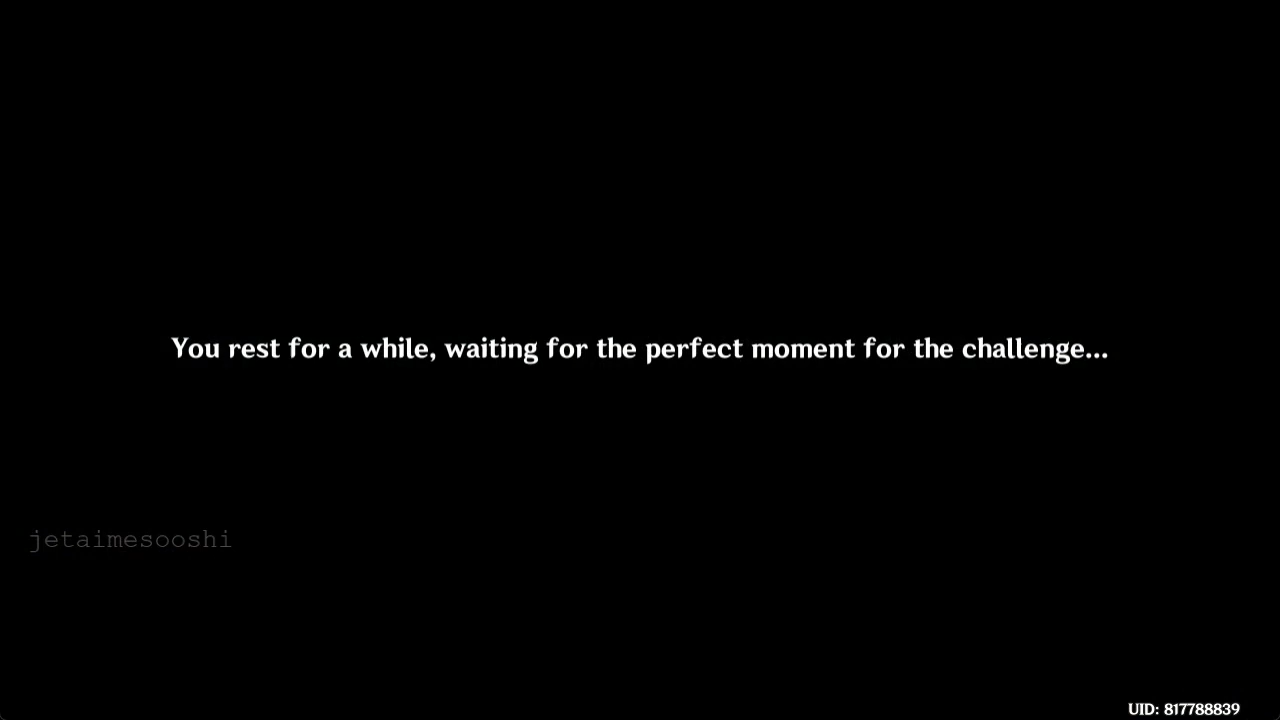 You rest for a while, waiting for the perfect moment for the challenge...
jetaimesooshi
UID: 817788839